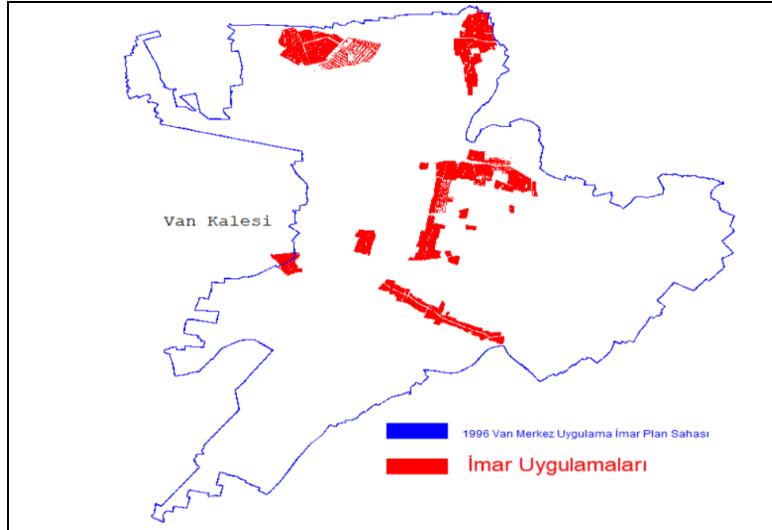 Van Kalesi
1996 Van Merkez Uygulama İmar Plan Sahası
İmar Uygulamaları